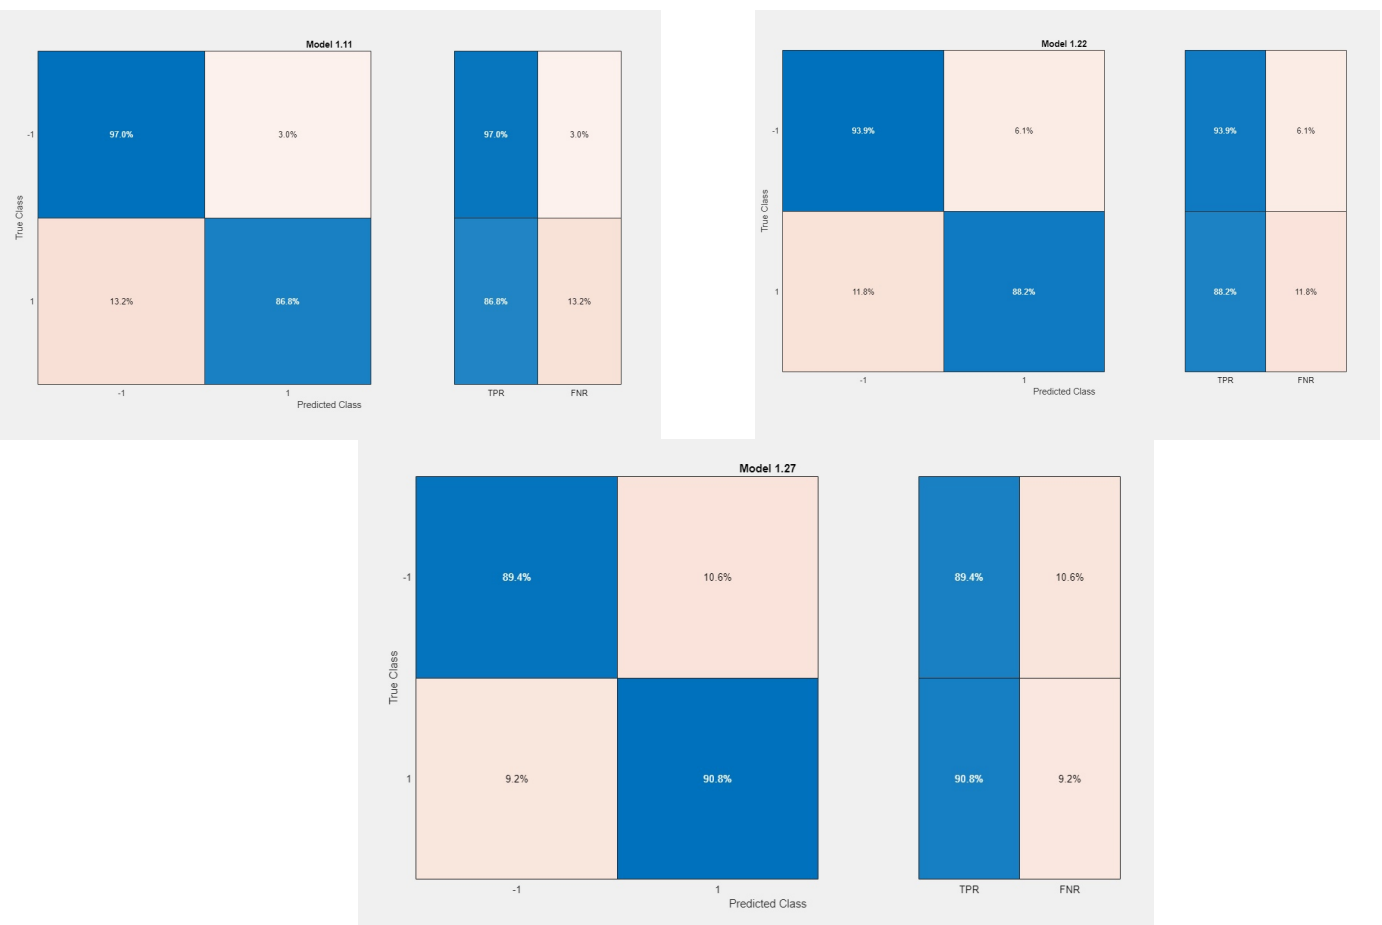 Model 1.11
True Class
-1
97.0%
3.0%
97.0%
3.0%
1
13.2%
86.8%
86.8%
13.2%
-1
1
TPR
FNR
Predicted Class
Model 1.22
True Class
-1
93.9%
6.1%
93.9%
6.1%
1
11.8%
88.2%
88.2%
11.8%
-1
1
TPR
FNR
Predicted Class
Model 1.27
True Class
-1
89.4%
10.6%
89.4%
10.6%
1
9.2%
90.8%
90.8%
9.2%
-1
1
TPR
FNR
Predicted Class